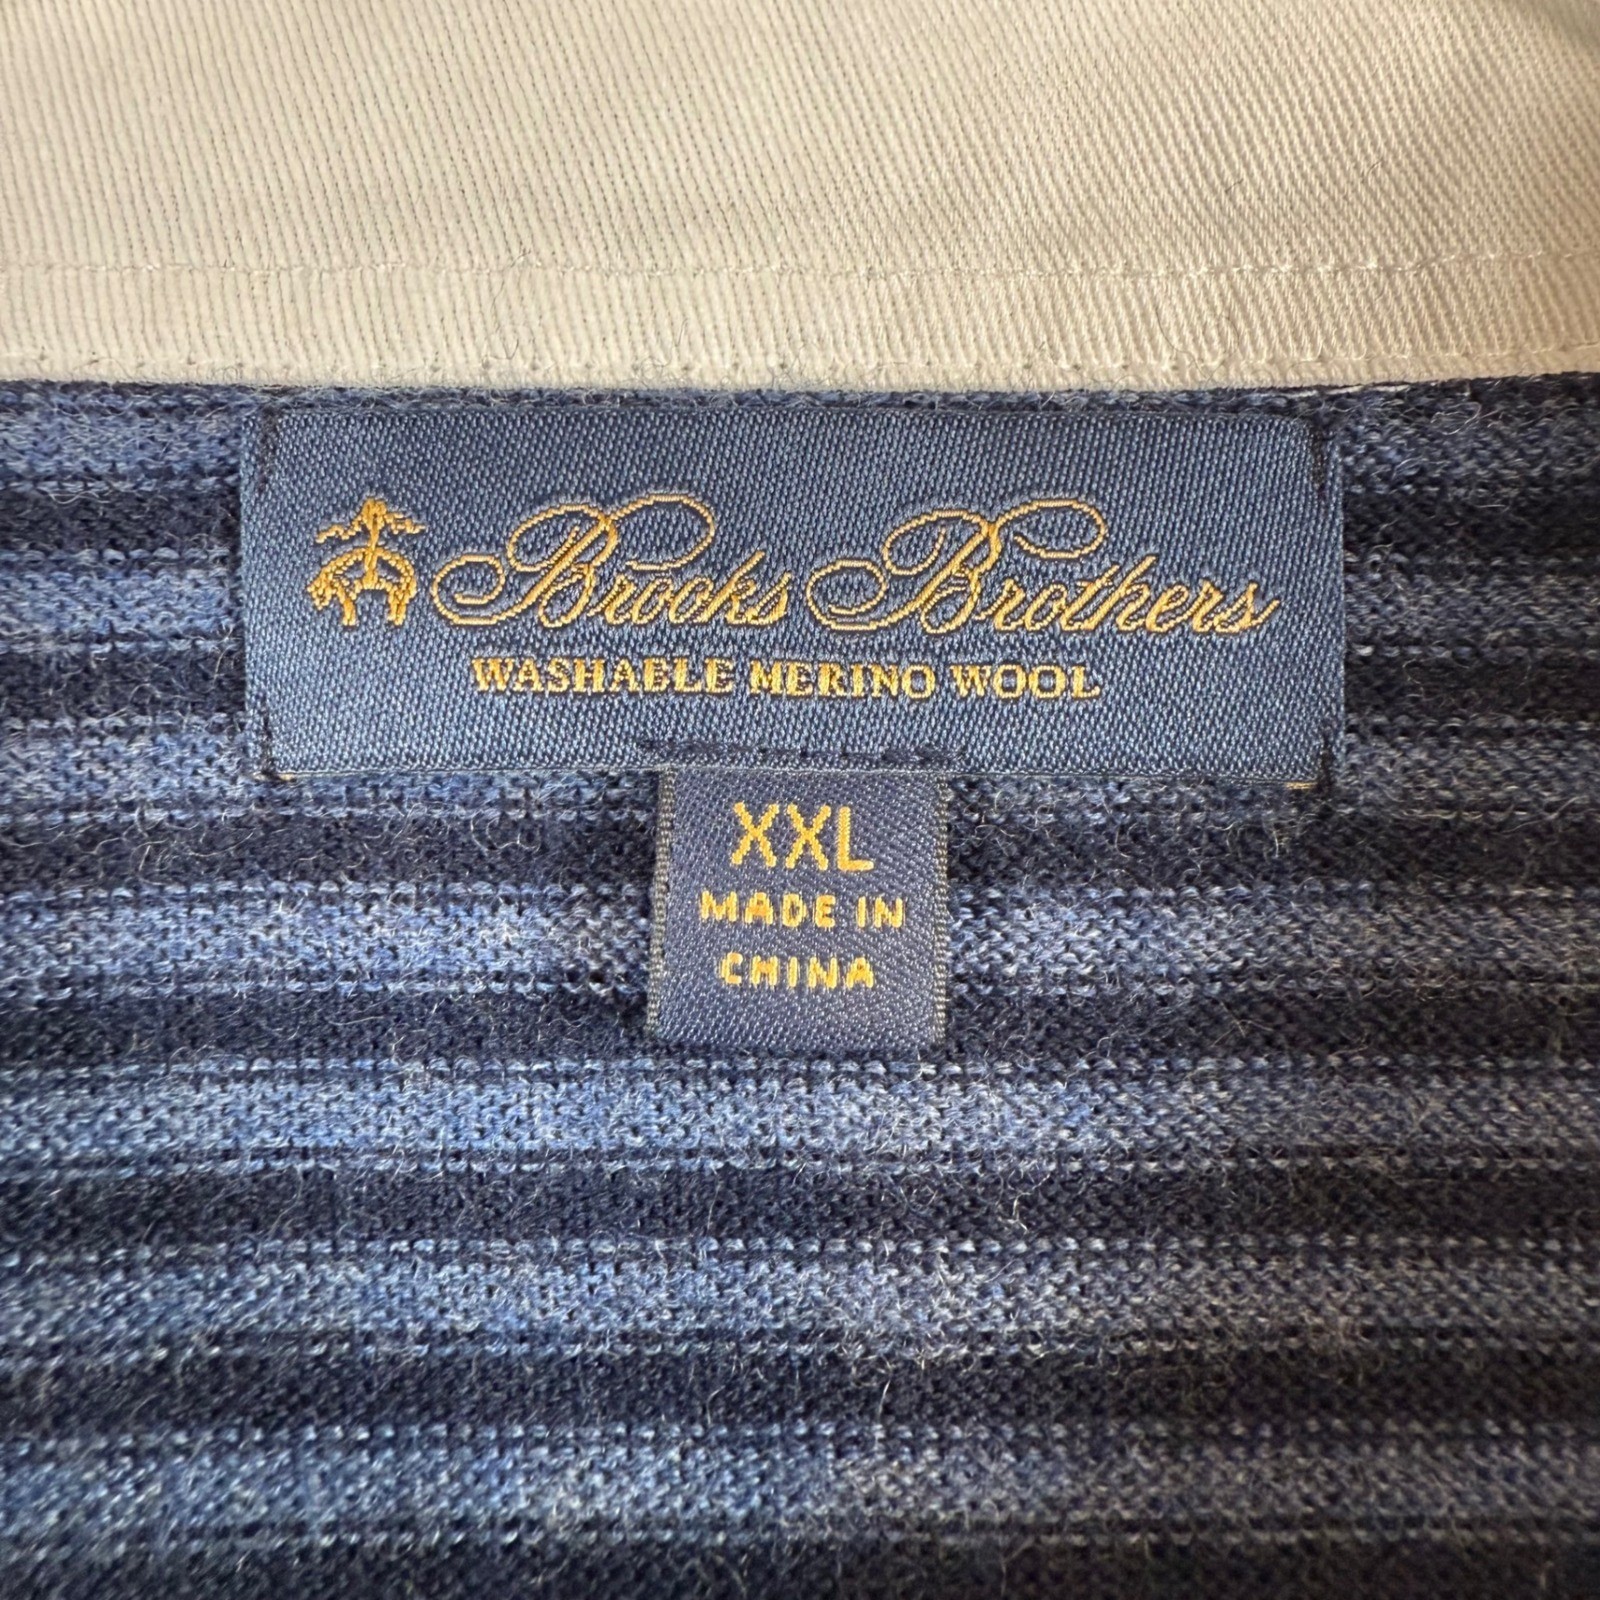 Brooks Brothers
WASHABLE MERINO WOOL
XXL
MADE IN
CHINA